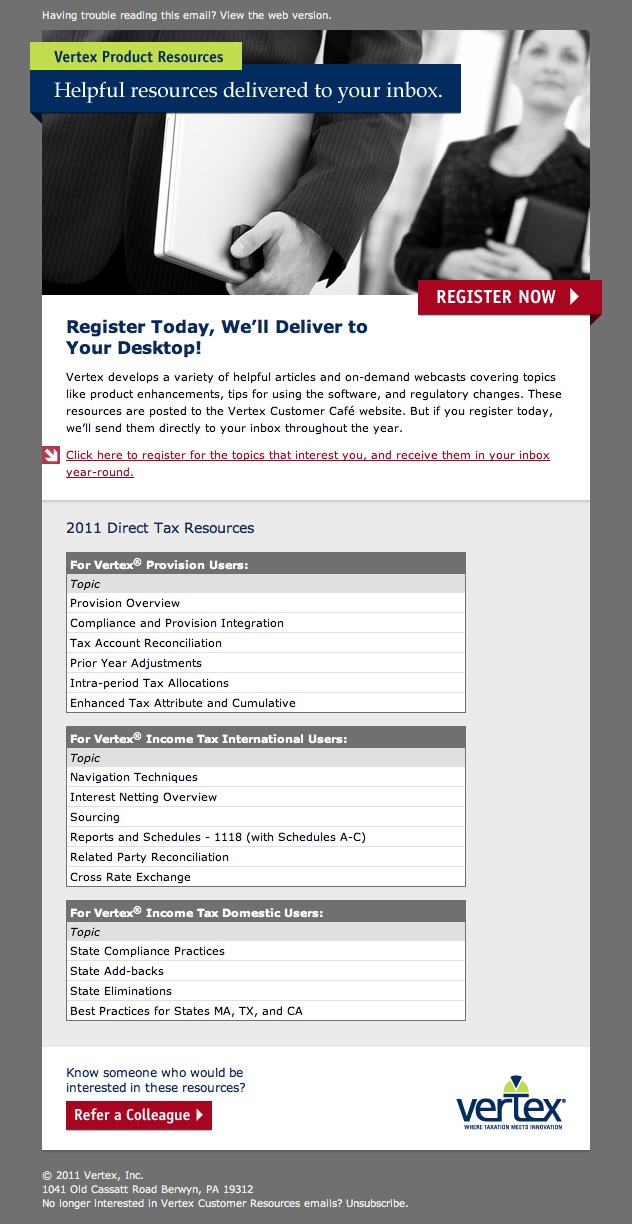 Having trouble reading this email? View the web version.
Vertex Product Resources
Helpful resources delivered to your inbox.
REGISTER NOW
Register Today, We'll Deliver to
Your Desktop!
Vertex develops a variety of helpful articles and on-demand webcasts covering topics
like product enhancements, tips for using the software, and regulatory changes. These
resources are posted to the Vertex Customer Café website. But if you register today,
we'll send them directly to your inbox throughout the year.
Click here to register for the topics that interest you, and receive them in your inbox
year-round.
2011 Direct Tax Resources
For Vertex® Provision Users:
Topic
Provision Overview
Compliance and Provision Integration
Tax Account Reconciliation
Prior Year Adjustments
Intra-period Tax Allocations
Enhanced Tax Attribute and Cumulative
For Vertex® Income Tax International Users:
Topic
Navigation Techniques
Interest Netting Overview
Sourcing
Reports and Schedules - 1118 (with Schedules A-C)
Related Party Reconciliation
Cross Rate Exchange
For Vertex® Income Tax Domestic Users:
Topic
State Compliance Practices
State Add-backs
State Eliminations
Best Practices for States MA, TX, and CA
Know someone who would be
interested in these resources?
Refer a Colleague
vertex®
WHERE TAXATION MEETS INNOVATION
© 2011 Vertex, Inc.
1041 Old Cassatt Road Berwyn, PA 19312
No longer interested in Vertex Customer Resources emails? Unsubscribe.